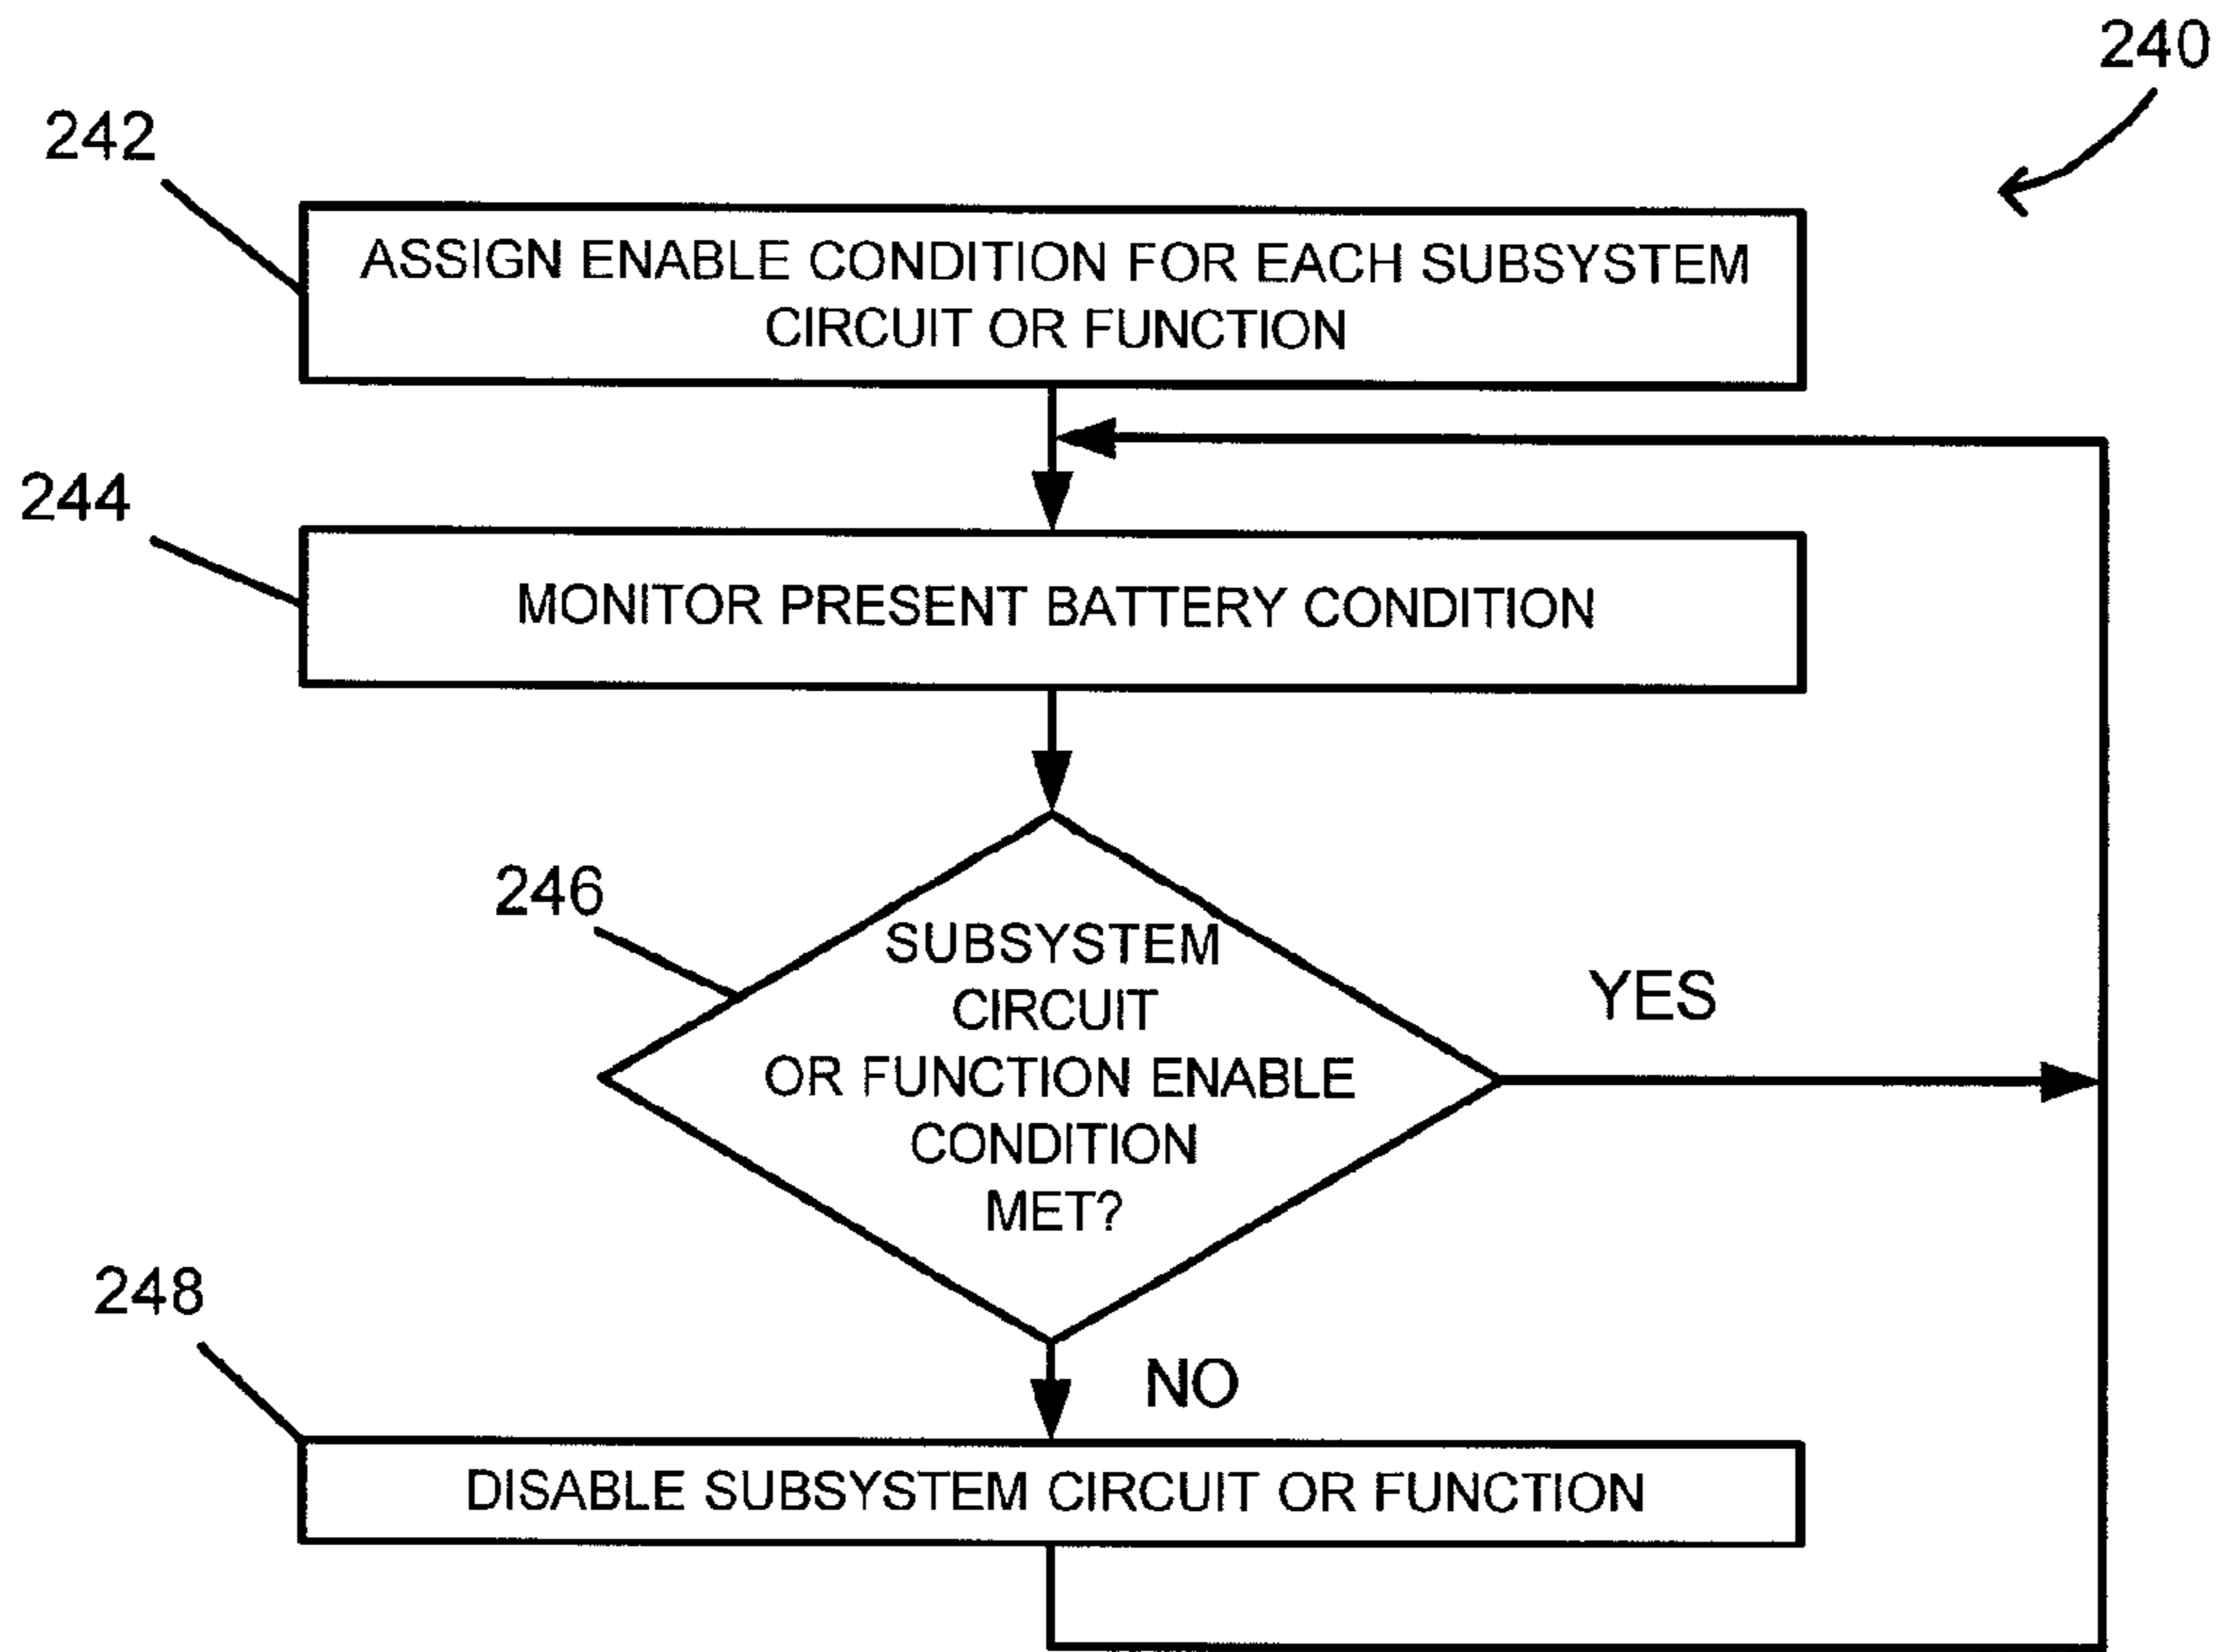 240
242
ASSIGN ENABLE CONDITION FOR EACH SUBSYSTEM
CIRCUIT OR FUNCTION
244
MONITOR PRESENT BATTERY CONDITION
246
SUBSYSTEM
CIRCUIT
OR FUNCTION ENABLE
CONDITION
MET?
YES
NO
248
DISABLE SUBSYSTEM CIRCUIT OR FUNCTION